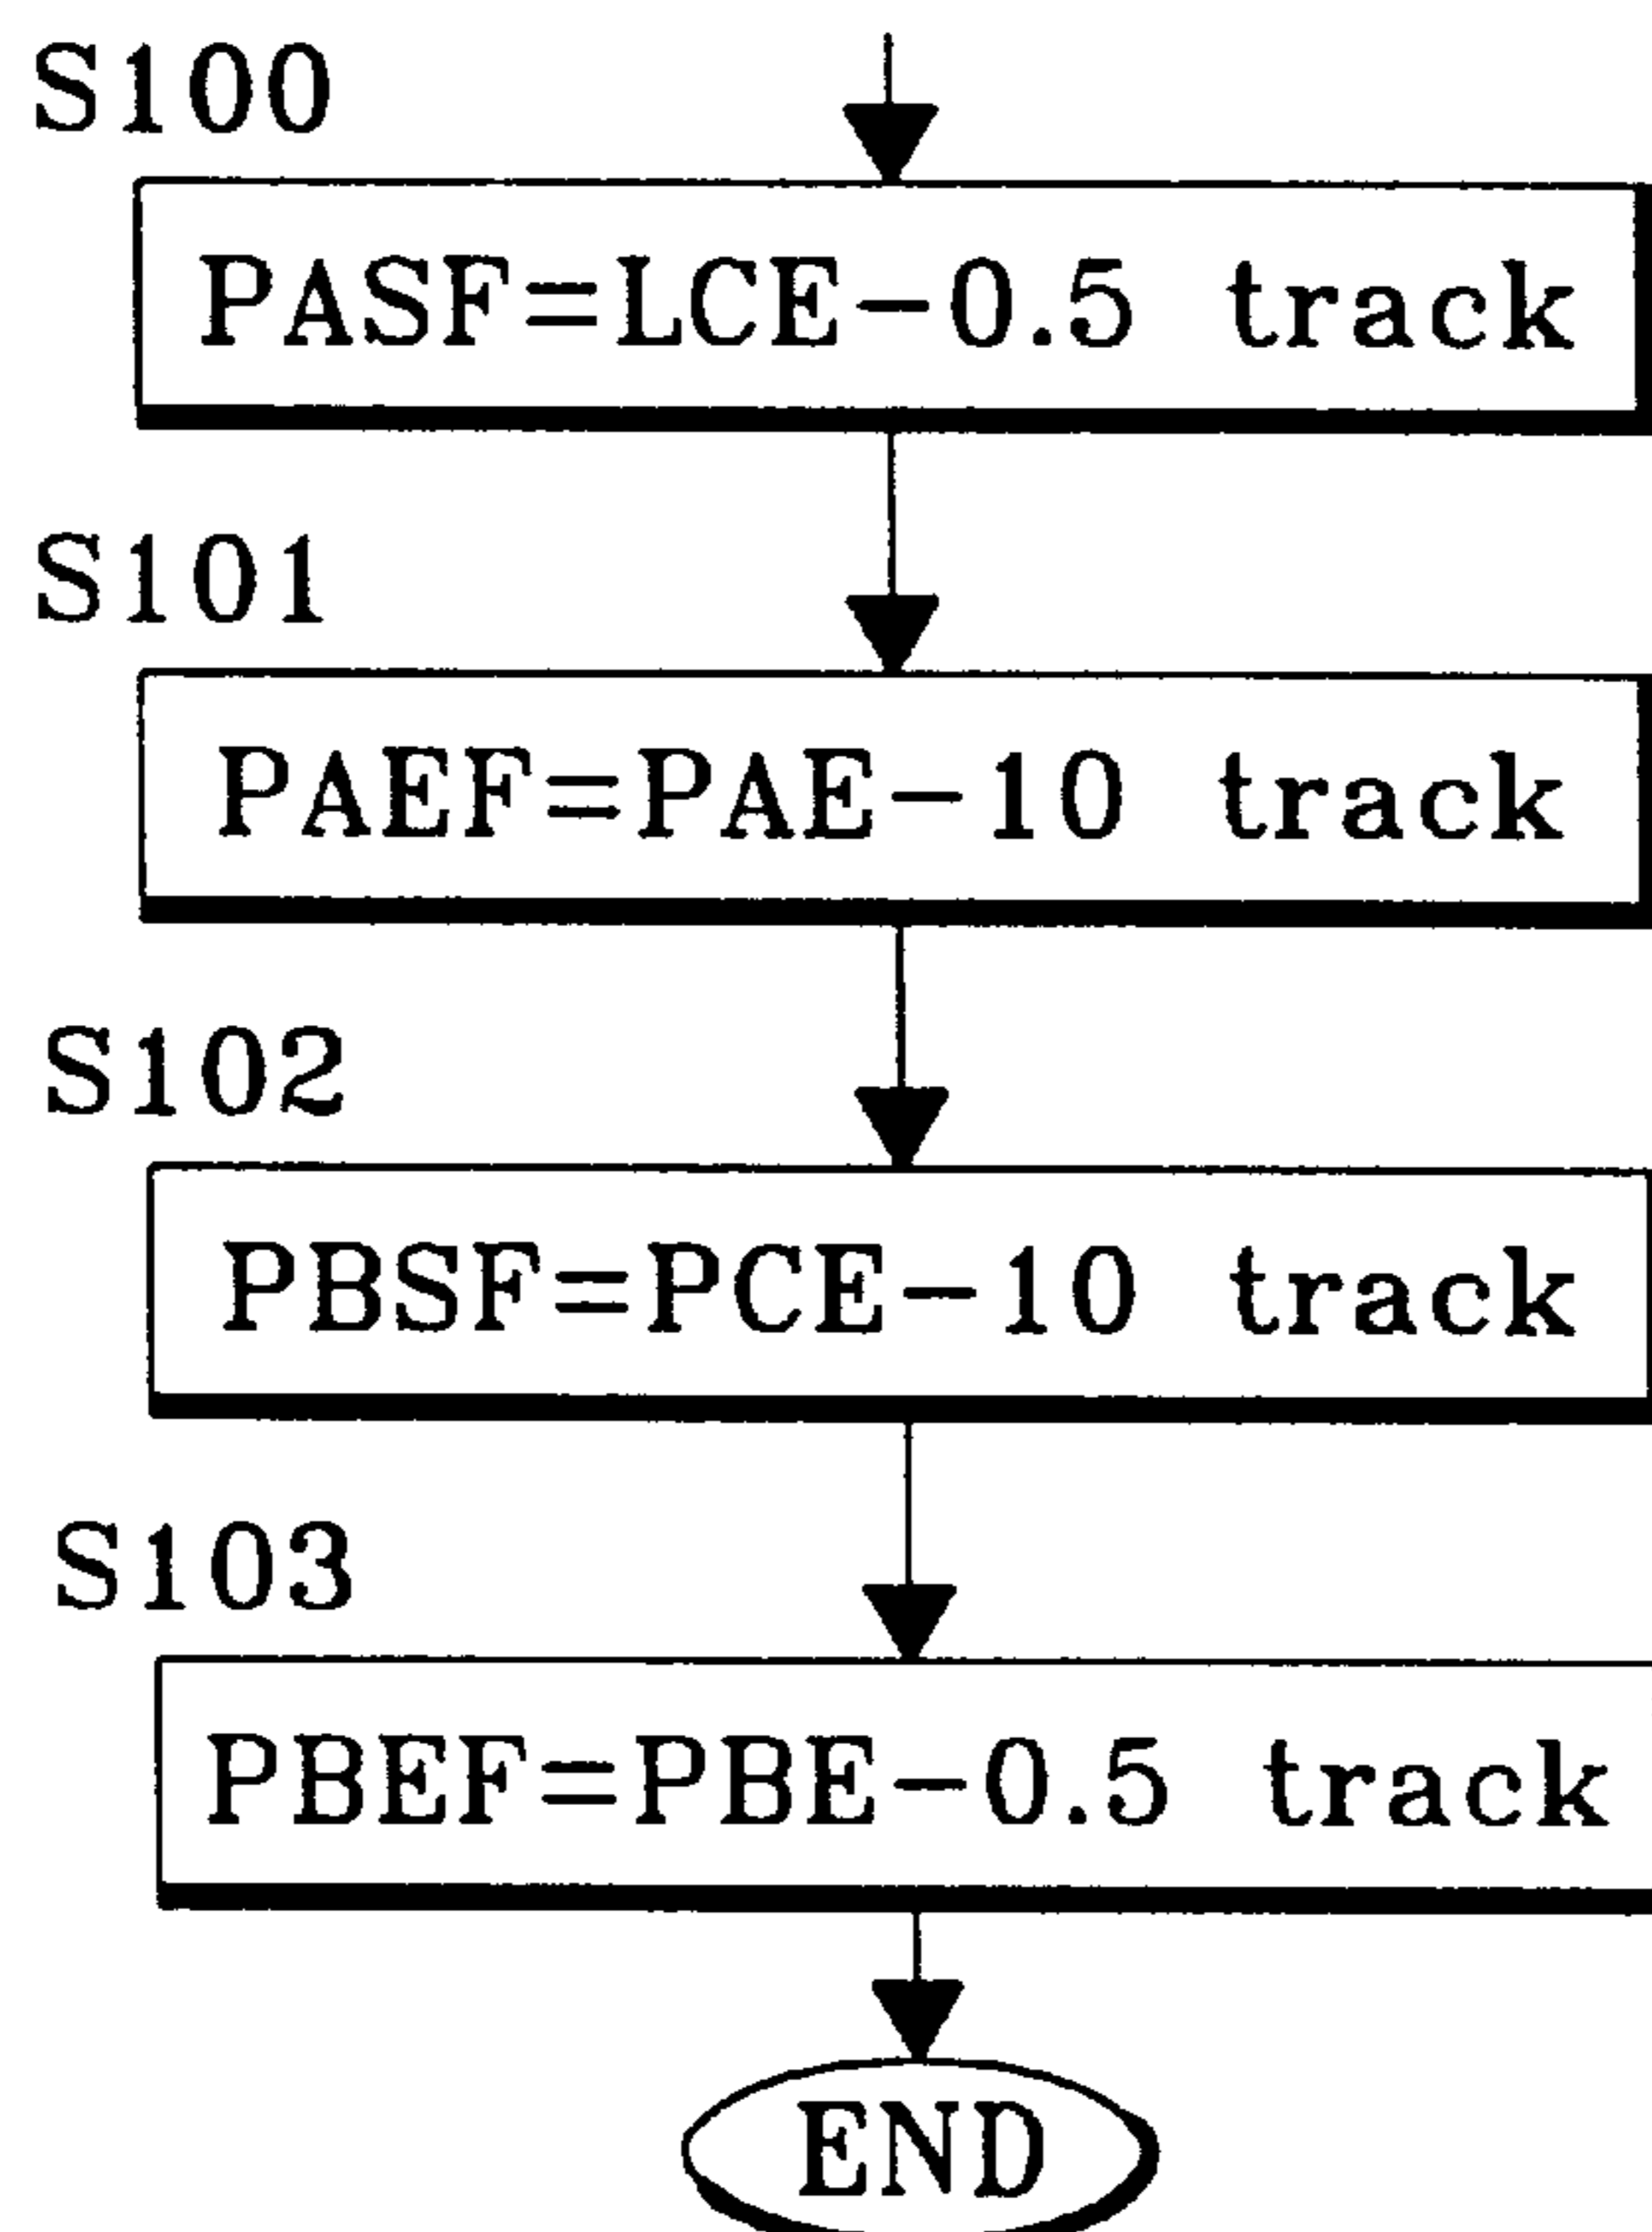 S100
PASF=LCE-0.5 track
S101
PAEF=PAE-10 track
S102
PBSF=PCE-10 track
S103
PBEF=PBE-0.5 track
END